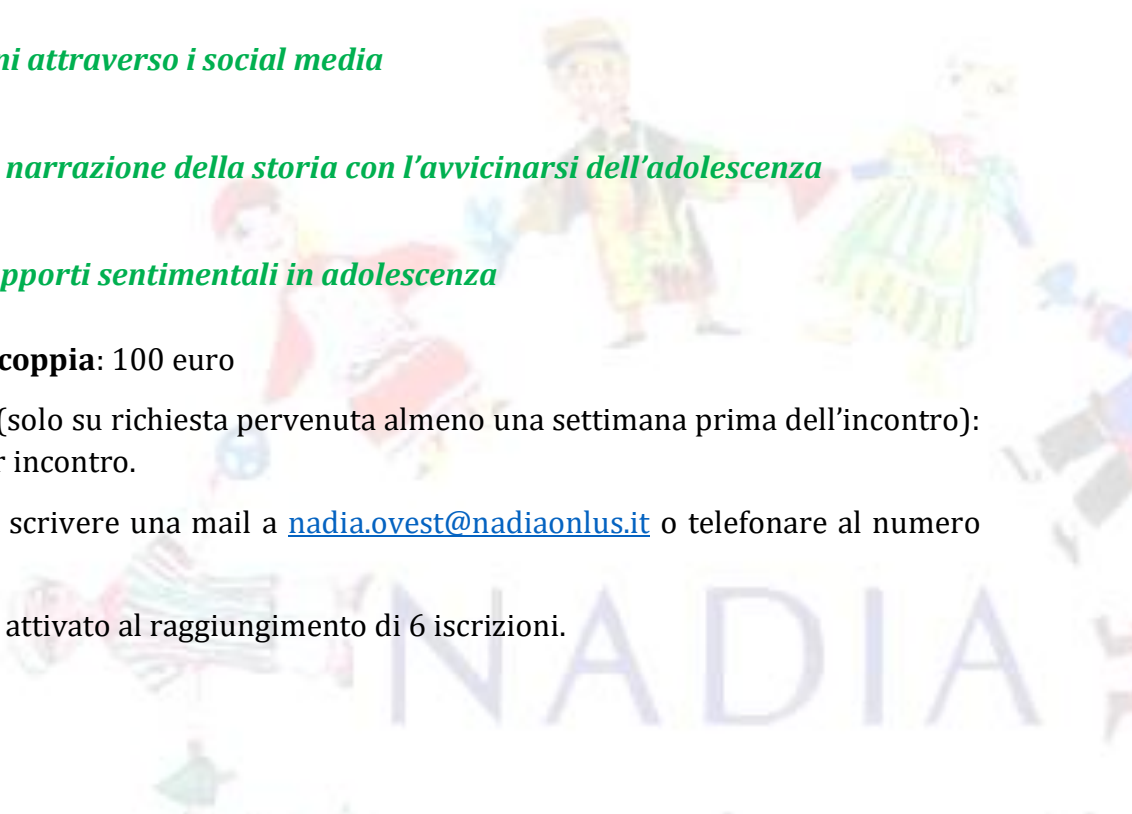 ni attraverso i social media
narrazione della storia con l’avvicinarsi dell’adolescenza
pporti sentimentali in adolescenza
coppia: 100 euro
(solo su richiesta pervenuta almeno una settimana prima dell’incontro):
r incontro.
scrivere una mail a nadia.ovest@nadiaonlus.it o telefonare al numero
attivato al raggiungimento di 6 iscrizioni.
NADIA